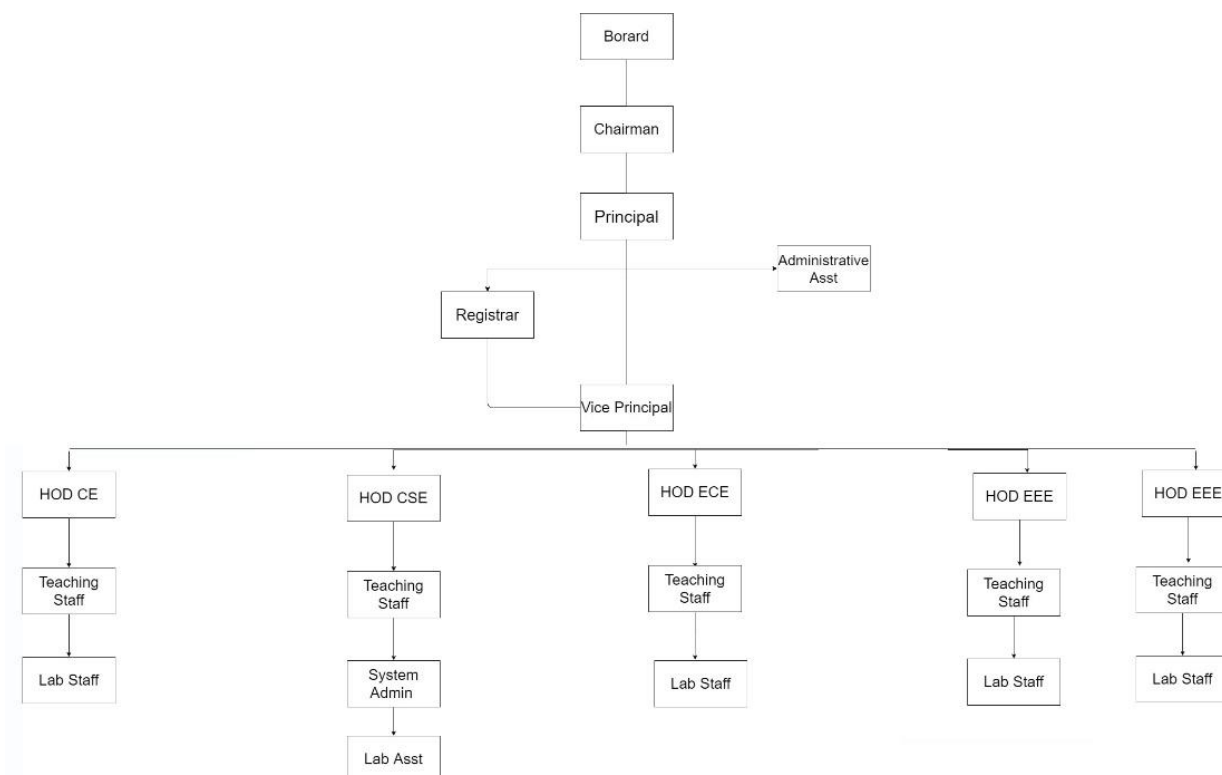 Borard
Chairman
Principal
Administrative
Asst
Registrar
Vice Principal
HOD CE
HOD CSE
HOD ECE
HOD EEE
HOD EEE
Teaching
Staff
Teaching
Staff
Teaching
Staff
Teaching
Staff
Teaching
Staff
Lab Staff
System
Admin
Lab Staff
Lab Staff
Lab Staff
Lab Asst